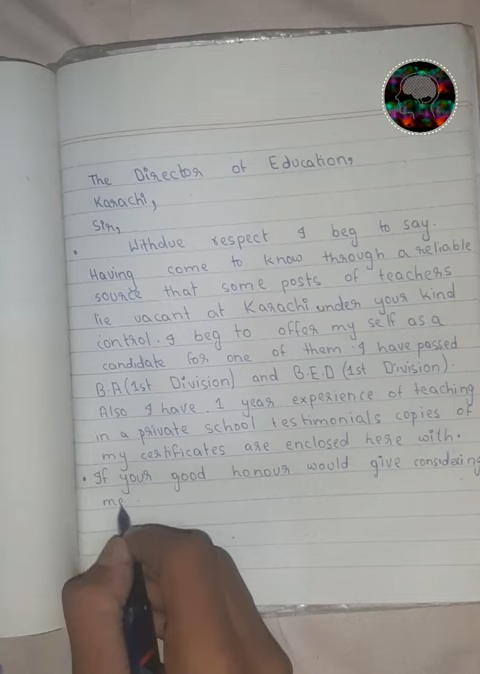 The Director of Education,
Karachi,
Sir,
• Withdue respect I beg to say.
Having come to know through a reliable
source that some posts of teachers
lie vacant at Karachi under your kind
control. I beg to offer my self as a
candidate for one of them. I have passed
B.A (1st Division) and B.E.D (1st Division).
Also I have 1 year experience of teaching
in a private school testimonials copies of
my certificates are enclosed here with.
• If your good honour would give considering
me